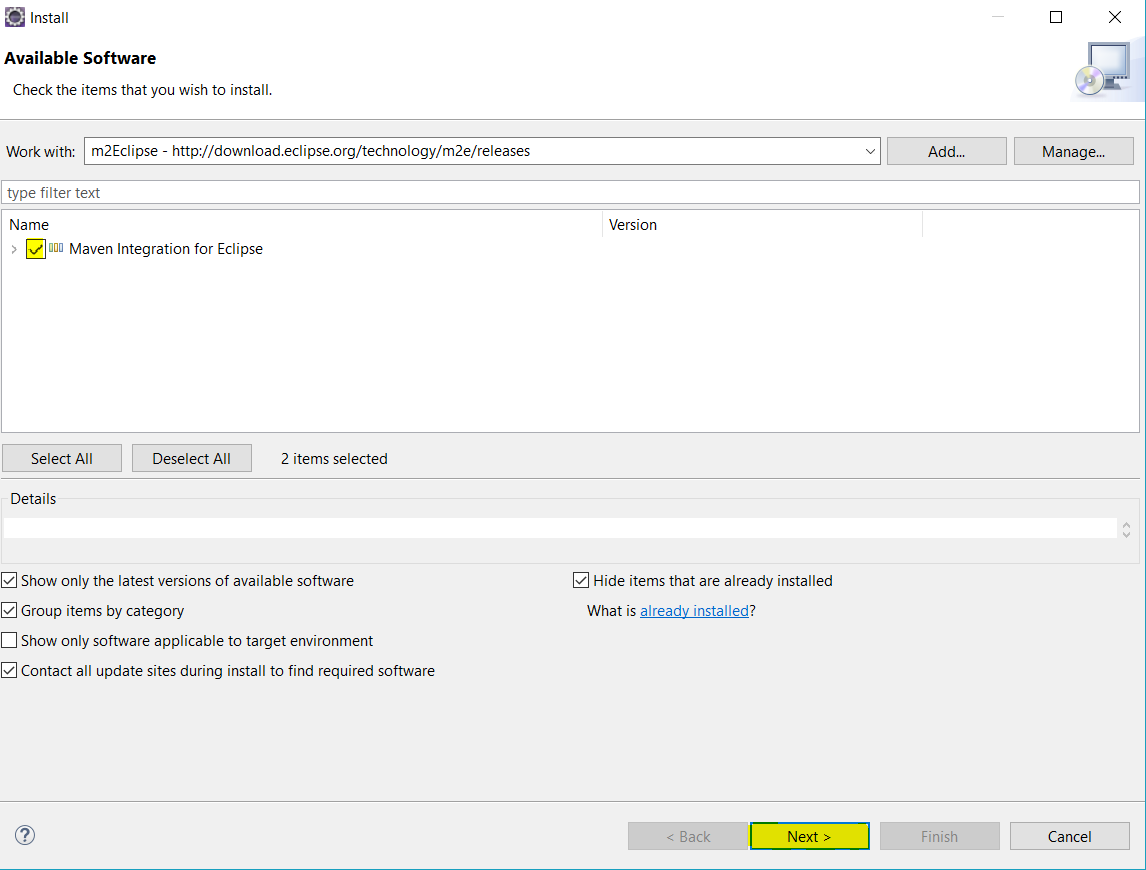 Install
Available Software
Check the items that you wish to install.
Work with: m2Eclipse - http://download.eclipse.org/technology/m2e/releases Add... Manage...
type filter text
Name Version
Maven Integration for Eclipse
Select All Deselect All 2 items selected
Details
Show only the latest versions of available software Hide items that are already installed
Group items by category What is already installed?
Show only software applicable to target environment
Contact all update sites during install to find required software
? < Back Next > Finish Cancel